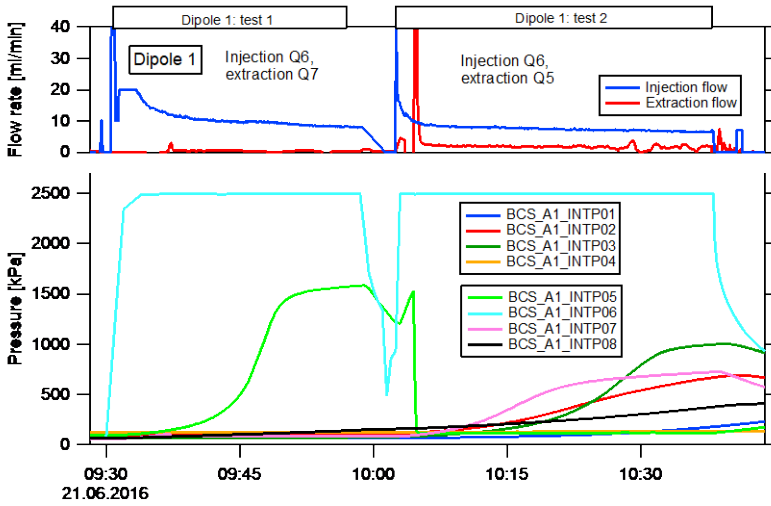 Dipole 1: test 1
Dipole 1: test 2
Flow rate [ml/min]
40
30
20
10
0
Dipole 1
Injection Q6,
extraction Q7
Injection Q6,
extraction Q5
Injection flow
Extraction flow
Pressure [kPa]
2500
2000
1500
1000
500
0
BCS_A1_INTP01
BCS_A1_INTP02
BCS_A1_INTP03
BCS_A1_INTP04
BCS_A1_INTP05
BCS_A1_INTP06
BCS_A1_INTP07
BCS_A1_INTP08
09:30
09:45
10:00
10:15
10:30
21.06.2016